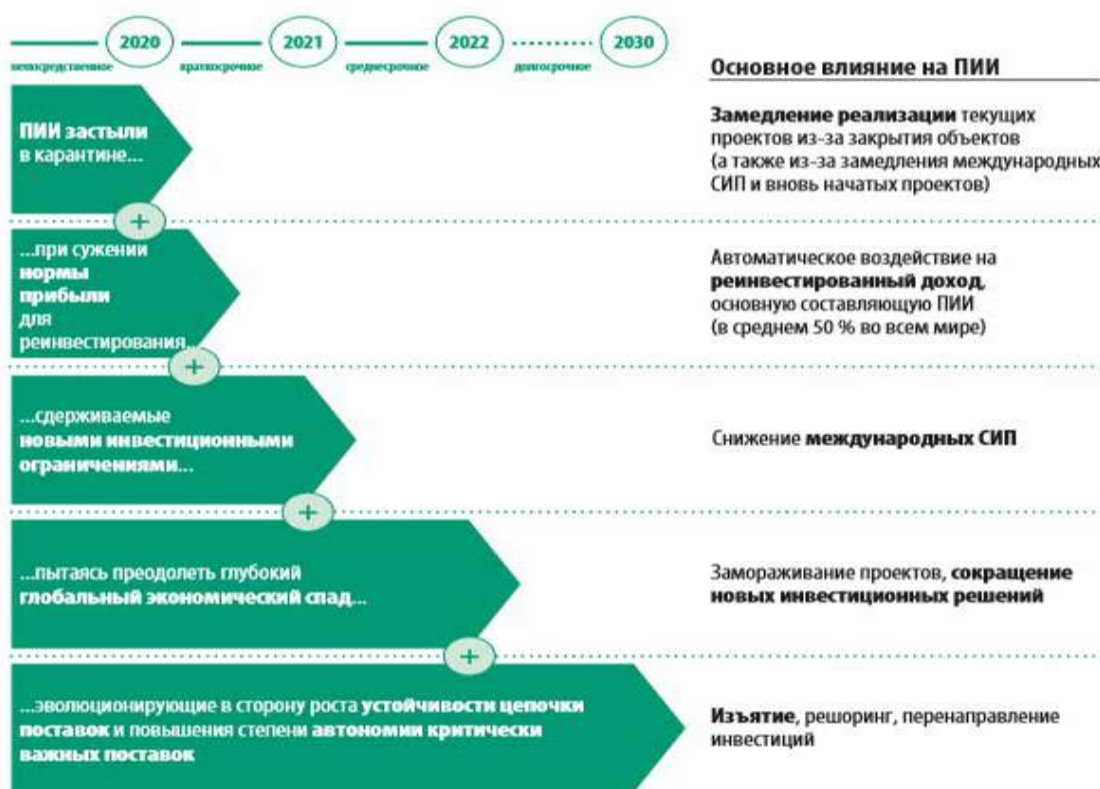 2020 2021 2022 2030
непосредственное краткосрочное среднесрочное долгосрочное
Основное влияние на ПИИ
ПИИ застыли
в карантине...
Замедление реализации текущих
проектов из-за закрытия объектов
(а также из-за замедления международных
СИП и вновь начатых проектов)
+
...при сужении
нормы
прибыли
для
реинвестирования...
Автоматическое воздействие на
реинвестированный доход,
основную составляющую ПИИ
(в среднем 50 % во всем мире)
+
...сдерживаемые
новыми инвестиционными
ограничениями...
Снижение международных СИП
+
...пытаясь преодолеть глубокий
глобальный экономический спад...
Замораживание проектов, сокращение
новых инвестиционных решений
+
...эволюционирующие в сторону роста устойчивости цепочки
поставок и повышения степени автономии критически
важных поставок
Изъятие, решоринг, перенаправление
инвестиций